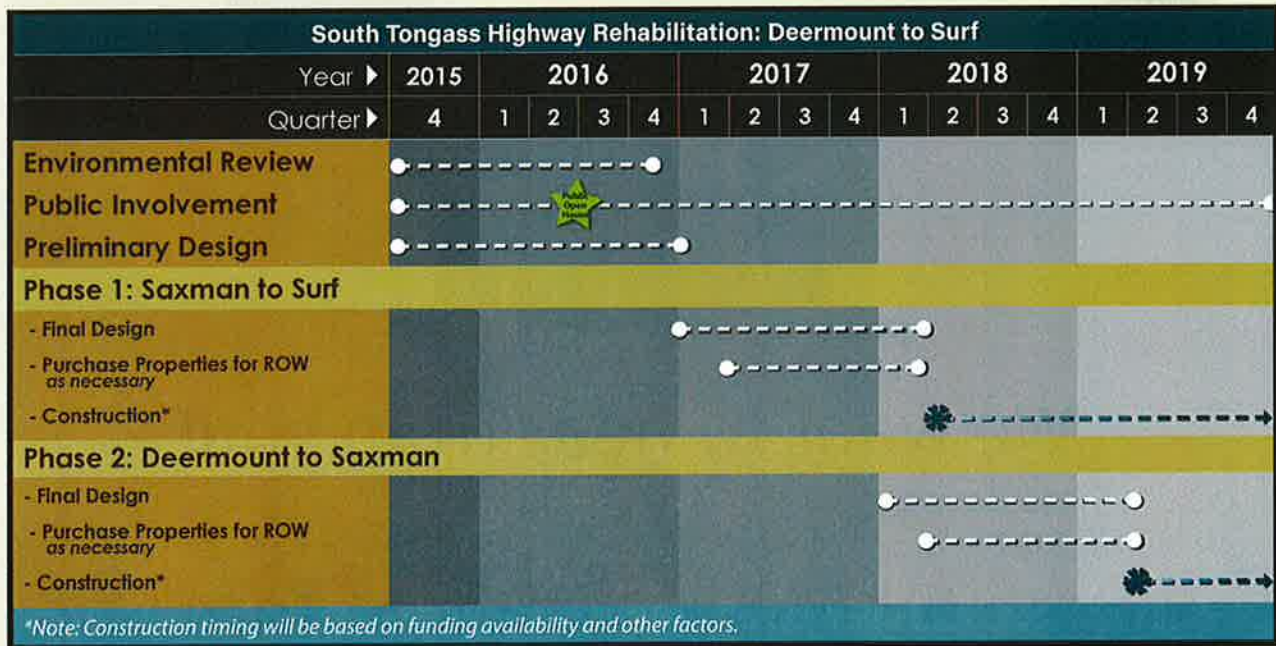 South Tongass Highway Rehabilitation: Deermount to Surf
Year 2015 2016 2017 2018 2019
Quarter 4 1 2 3 4 1 2 3 4 1 2 3 4 1 2 3 4
Environmental Review
Public Involvement
Public
Open
House
Preliminary Design
Phase 1: Saxman to Surf
- Final Design
- Purchase Properties for ROW
as necessary
- Construction*
Phase 2: Deermount to Saxman
- Final Design
- Purchase Properties for ROW
as necessary
- Construction*
*Note: Construction timing will be based on funding availability and other factors.